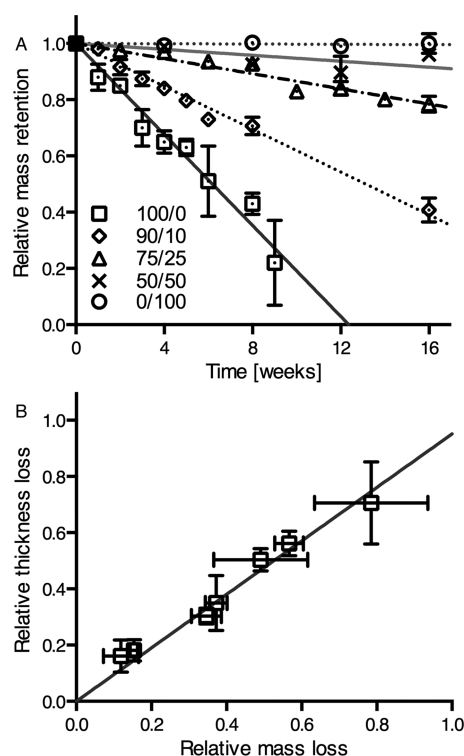 A
Relative mass retention
1.0
0.8
0.6
0.4
0.2
0.0
100/0
90/10
75/25
50/50
0/100
0 4 8 12 16
Time [weeks]
B
Relative thickness loss
1.0
0.8
0.6
0.4
0.2
0.0
0.0 0.2 0.4 0.6 0.8 1.0
Relative mass loss